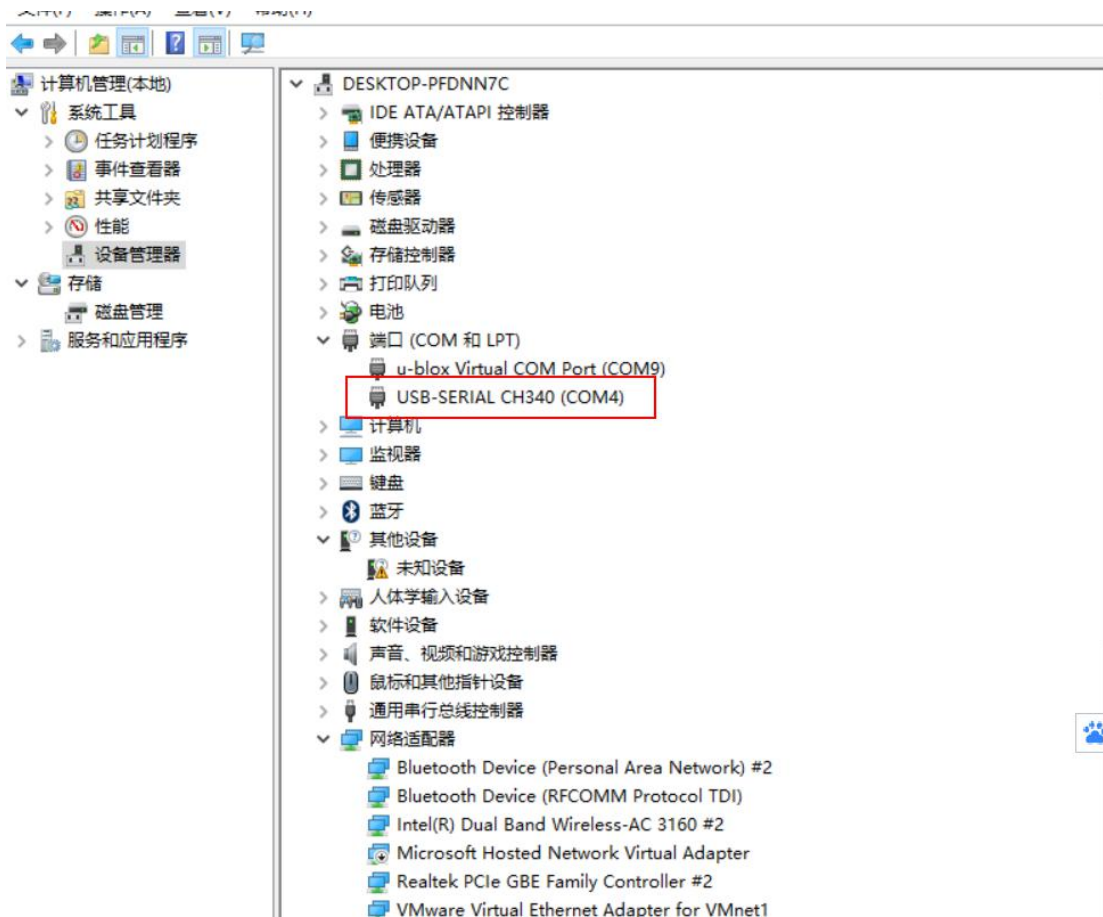 计算机管理(本地)
系统工具
任务计划程序
事件查看器
共享文件夹
性能
设备管理器
存储
磁盘管理
服务和应用程序
DESKTOP-PFDNN7C
IDE ATA/ATAPI 控制器
便携设备
处理器
传感器
磁盘驱动器
存储控制器
打印队列
电池
端口 (COM 和 LPT)
u-blox Virtual COM Port (COM9)
USB-SERIAL CH340 (COM4)
计算机
监视器
键盘
蓝牙
其他设备
未知设备
人体学输入设备
软件设备
声音、视频和游戏控制器
鼠标和其他指针设备
通用串行总线控制器
网络适配器
Bluetooth Device (Personal Area Network) #2
Bluetooth Device (RFCOMM Protocol TDI)
Intel(R) Dual Band Wireless-AC 3160 #2
Microsoft Hosted Network Virtual Adapter
Realtek PCIe GBE Family Controller #2
VMware Virtual Ethernet Adapter for VMnet1